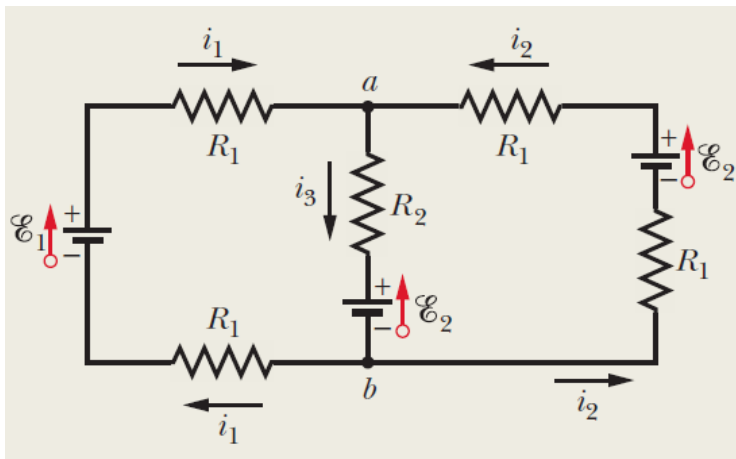 i₁
i₂
a
R₁
R₁
+
ℰ₂
−
i₃
R₂
ℰ₁
+
−
R₁
+
ℰ₂
−
R₁
b
i₁
i₂